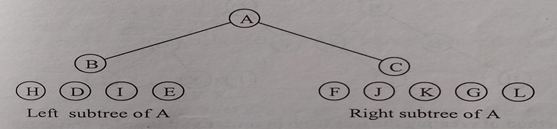 A
B C
H D I E F J K G L
Left subtree of A Right subtree of A